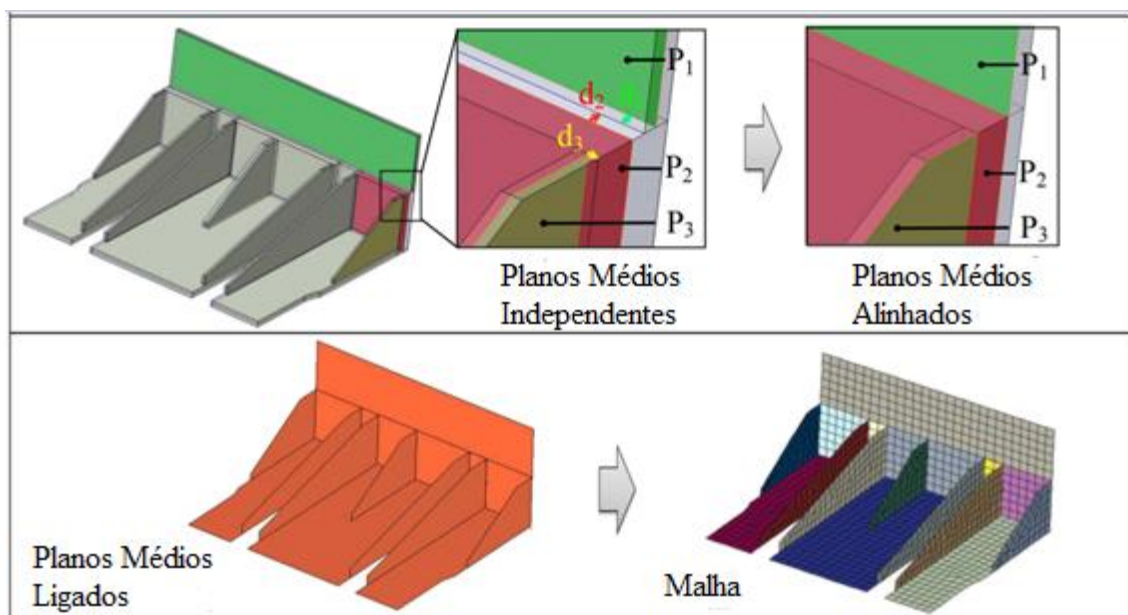 P1
d2
d3
P2
P3
Planos Médios
Independentes
P1
P2
P3
Planos Médios
Alinhados
Planos Médios
Ligados
Malha